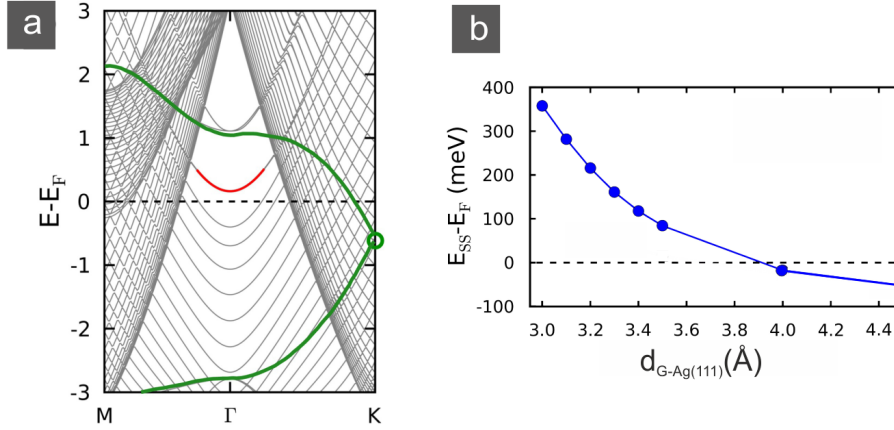 a
3
2
1
0
-1
-2
-3
E-E_F
M
Γ
K
b
400
300
200
100
0
-100
E_SS-E_F (meV)
3.0 3.2 3.4 3.6 3.8 4.0 4.2 4.4
d_G-Ag(111)(Å)